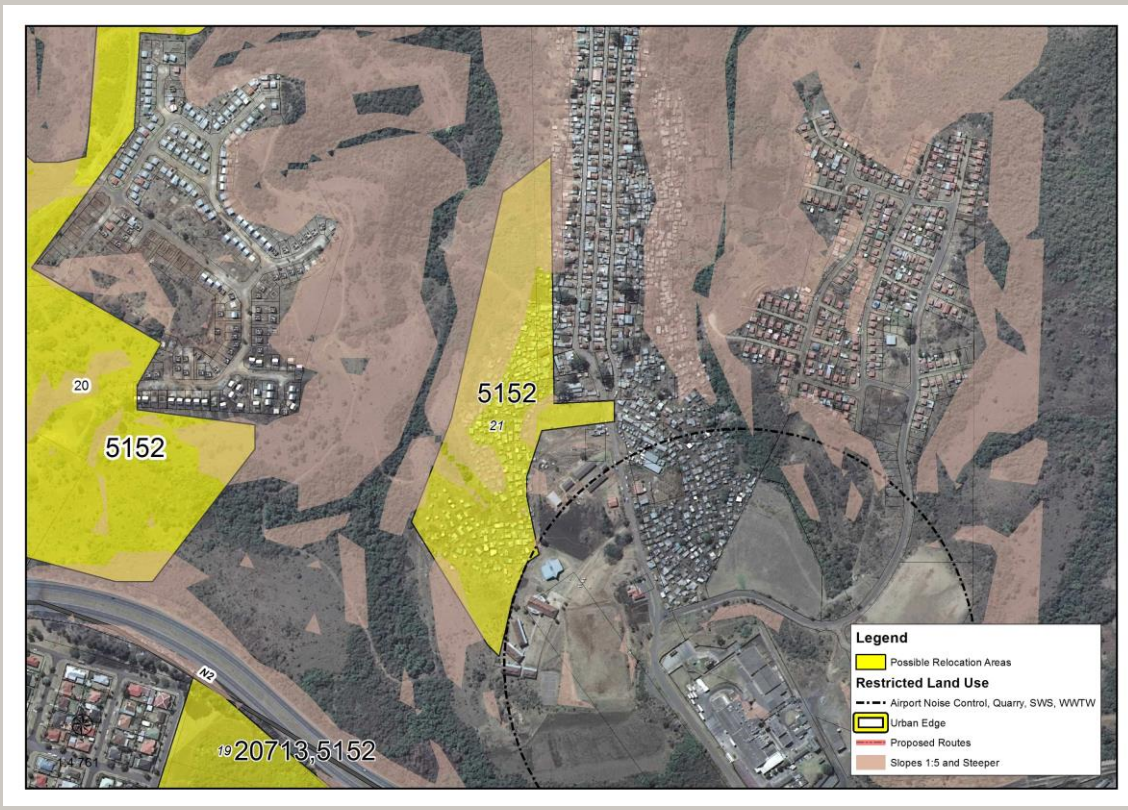 20
5152
5152
21
N2
19 20713,5152
Legend
Possible Relocation Areas
Restricted Land Use
Airport Noise Control, Quarry, SWS, WWTW
Urban Edge
Proposed Routes
Slopes 1:5 and Steeper